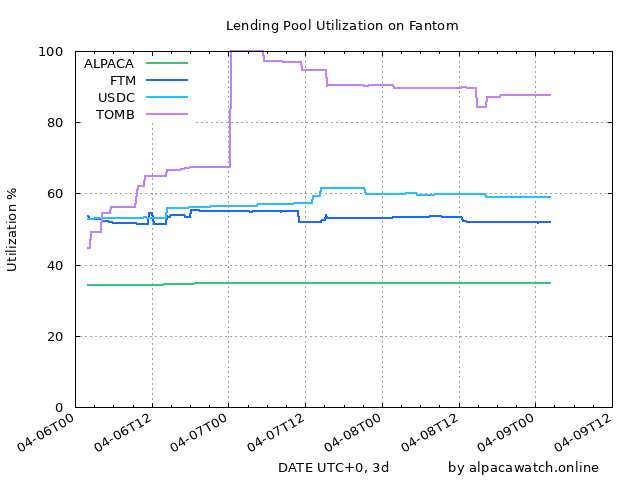 Lending Pool Utilization on Fantom
100
80
60
40
20
0
Utilization %
ALPACA
FTM
USDC
TOMB
04-06T00
04-06T12
04-07T00
04-07T12
04-08T00
04-08T12
04-09T00
04-09T12
DATE UTC+0, 3d
by alpacawatch.online